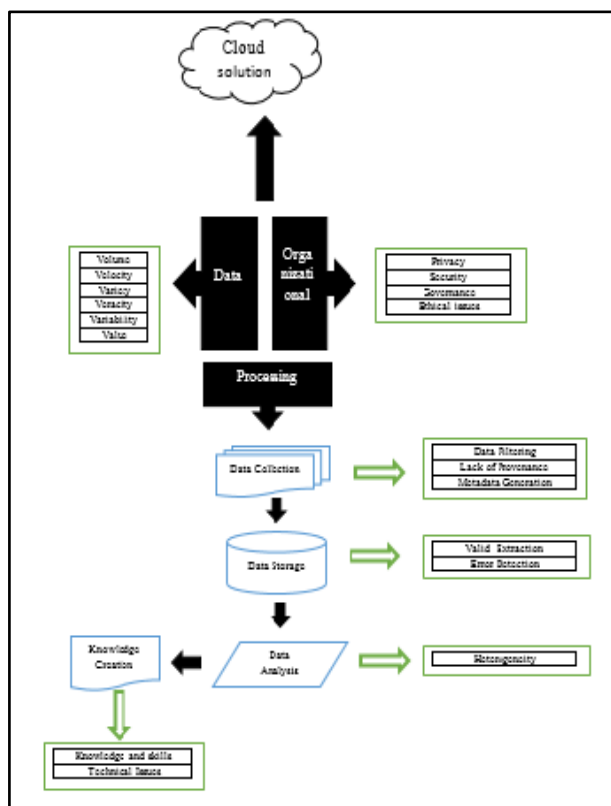 Cloud
solution
Data
Orga
nizati
onal
Volume
Velocity
Variety
Veracity
Variability
Value
Privacy
Security
Governance
Ethical issues
Processing
Data Collection
Data Filtering
Lack of Provenance
Metadata Generation
Data Storage
Valid Extraction
Error Detection
Knowledge
Creation
Data
Analysis
Heterogeneity
Knowledge and skills
Technical Issues